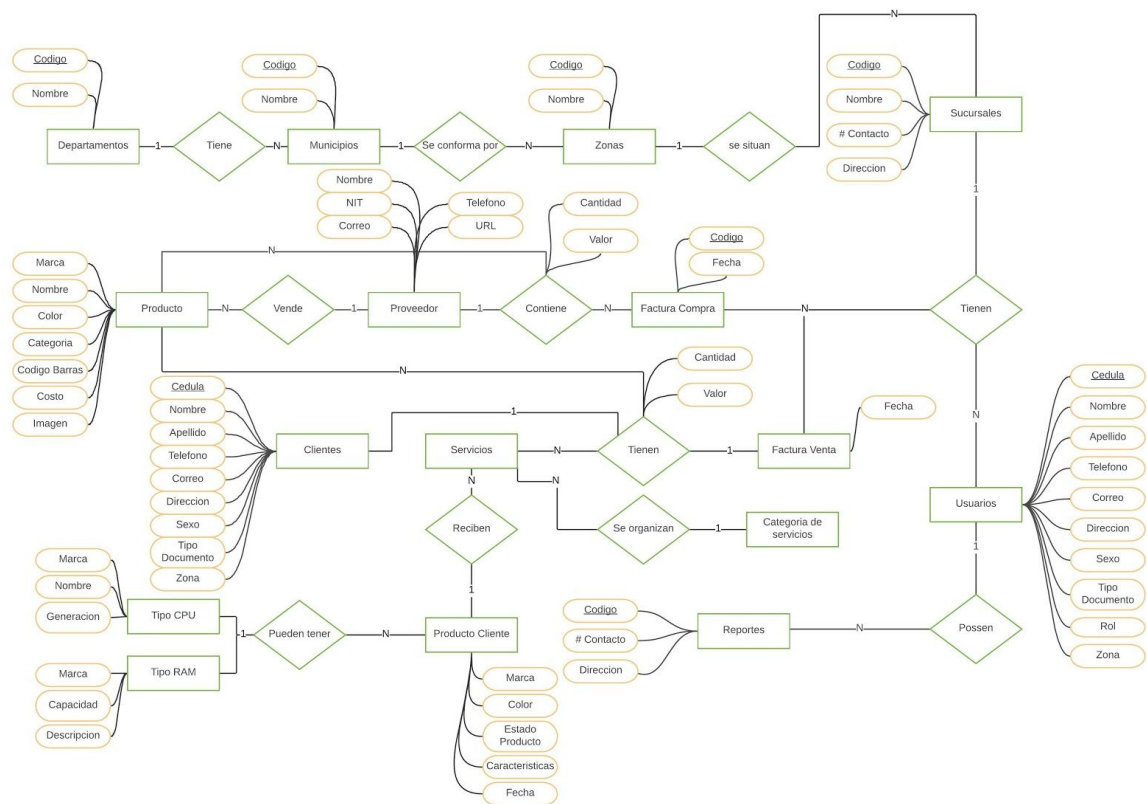 N
Codigo
Nombre
Departamentos
1
Tiene
N
Codigo
Nombre
Municipios
1
Se conforma por
N
Codigo
Nombre
Zonas
1
se situan
Codigo
Nombre
# Contacto
Direccion
Sucursales
1
Nombre
NIT
Correo
Telefono
URL
Cantidad
Valor
Codigo
Fecha
N
Marca
Nombre
Color
Categoria
Codigo Barras
Costo
Imagen
Producto
N
Vende
1
Proveedor
1
Contiene
N
Factura Compra
N
Tienen
N
N
Cantidad
Valor
Cedula
Nombre
Apellido
Telefono
Correo
Direccion
Sexo
Tipo
Documento
Zona
Clientes
1
Servicios
N
Tienen
1
Factura Venta
Fecha
N
Reciben
1
N
Se organizan
1
Categoria de
servicios
Cedula
Nombre
Apellido
Telefono
Correo
Direccion
Sexo
Tipo
Documento
Rol
Zona
Usuarios
1
Marca
Nombre
Generacion
Tipo CPU
Marca
Capacidad
Descripcion
Tipo RAM
1
Pueden tener
N
Producto Cliente
Marca
Color
Estado
Producto
Caracteristicas
Fecha
Codigo
# Contacto
Direccion
Reportes
N
Possen